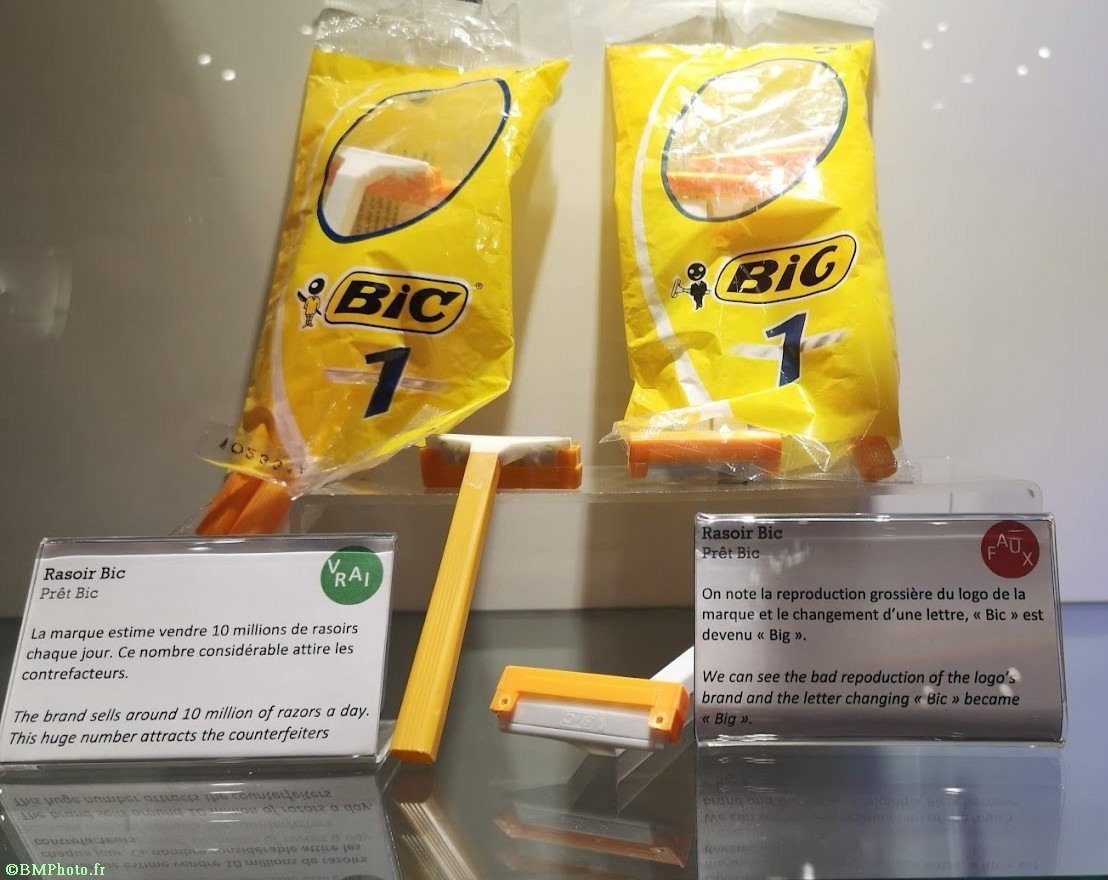 BiC®
1
BiG
1
10533
Rasoir Bic
Prêt Bic
VRAI
La marque estime vendre 10 millions de rasoirs
chaque jour. Ce nombre considérable attire les
contrefacteurs.
The brand sells around 10 million of razors a day.
This huge number attracts the counterfeiters
Rasoir Bic
Prêt Bic
FAUX
On note la reproduction grossière du logo de la
marque et le changement d'une lettre, « Bic » est
devenu « Big ».
We can see the bad repoduction of the logo's
brand and the letter changing « Bic » became
« Big ».
©BMPhoto.fr